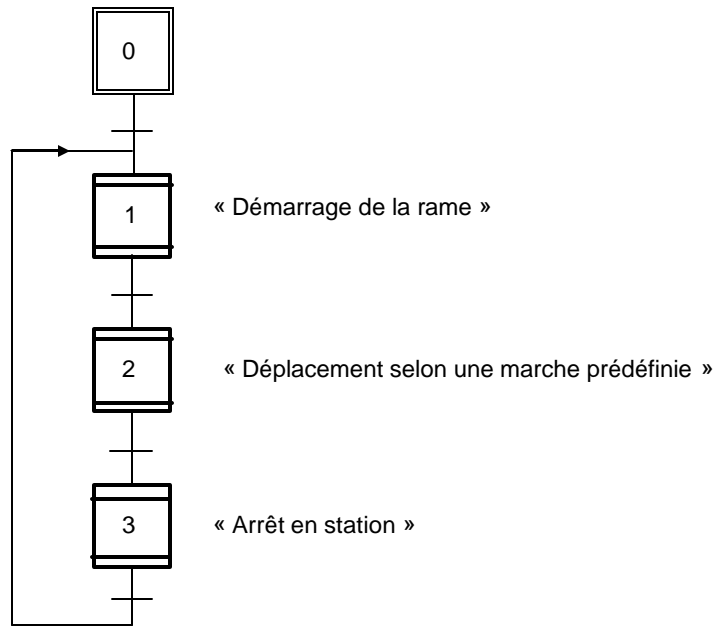 0
1
« Démarrage de la rame »
2
« Déplacement selon une marche prédéfinie »
3
« Arrêt en station »